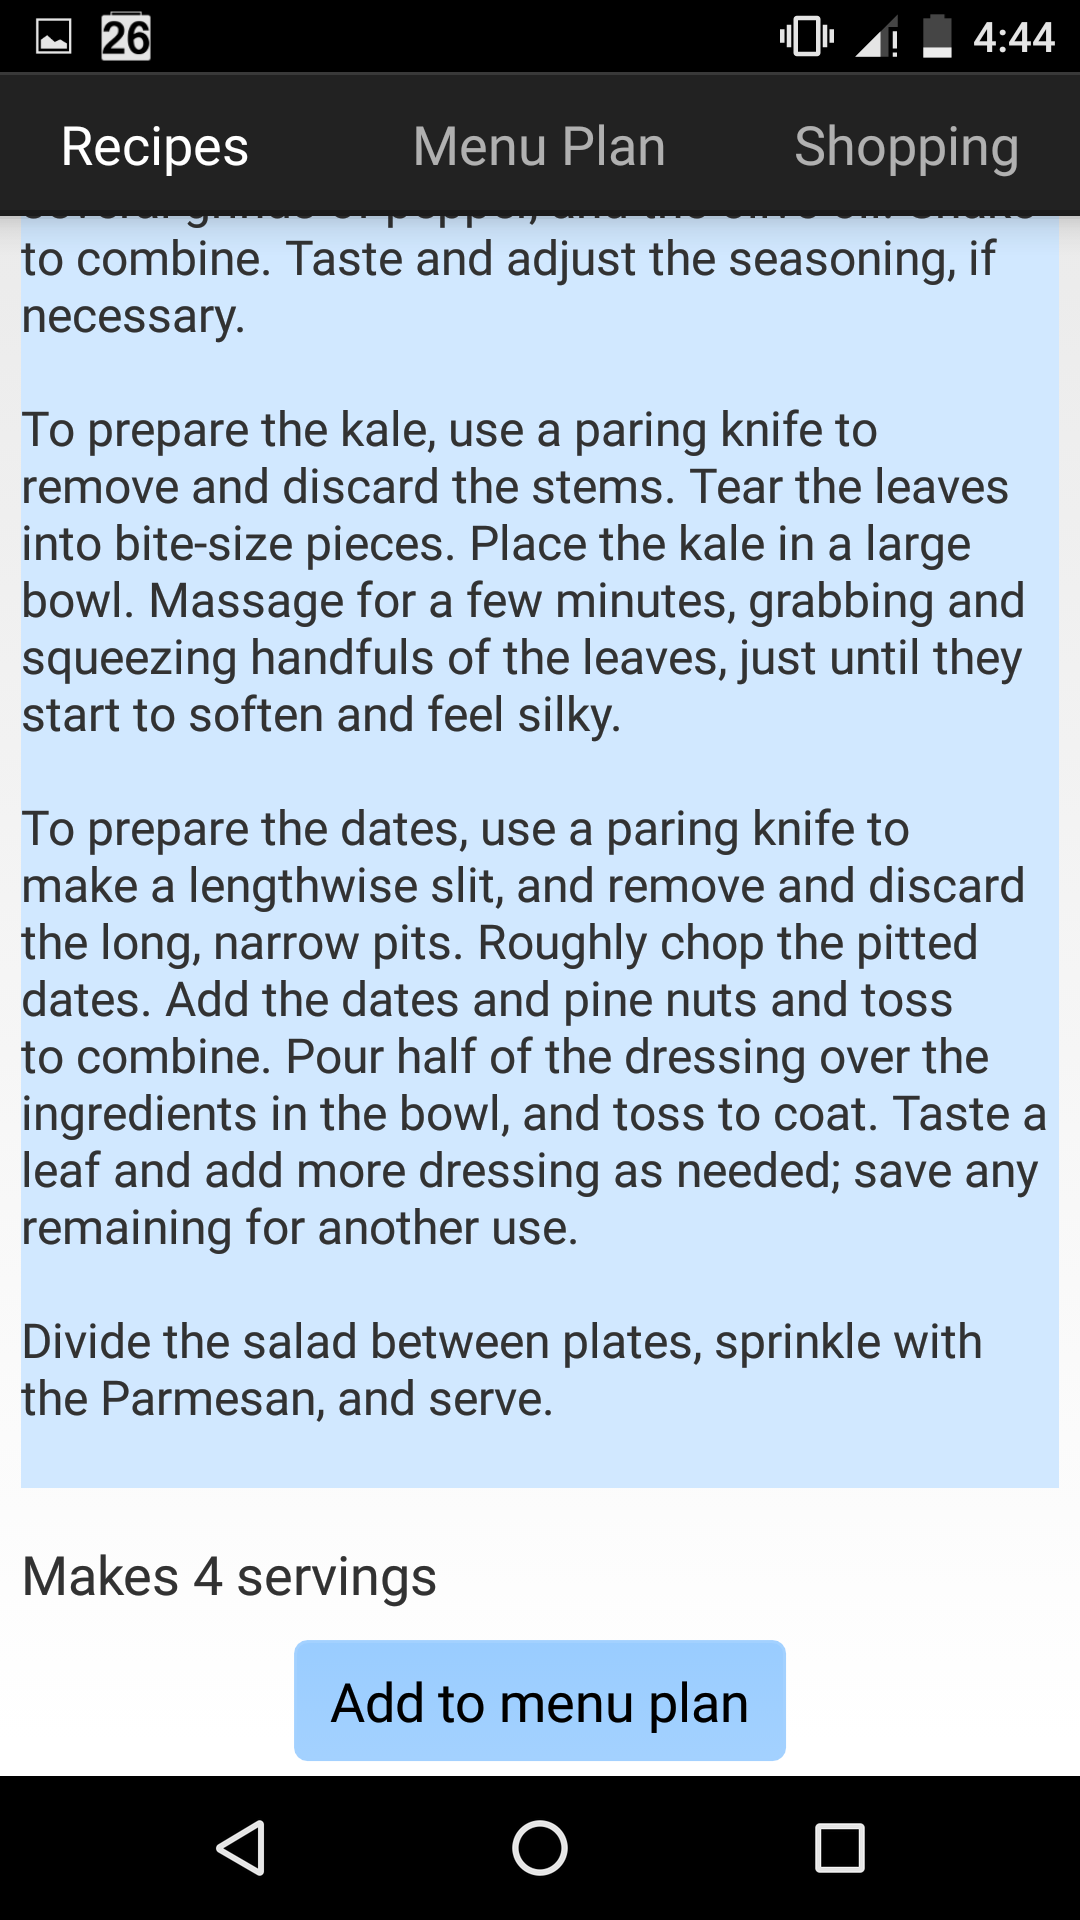 26
4:44
Recipes Menu Plan Shopping
to combine. Taste and adjust the seasoning, if
necessary.
To prepare the kale, use a paring knife to
remove and discard the stems. Tear the leaves
into bite-size pieces. Place the kale in a large
bowl. Massage for a few minutes, grabbing and
squeezing handfuls of the leaves, just until they
start to soften and feel silky.
To prepare the dates, use a paring knife to
make a lengthwise slit, and remove and discard
the long, narrow pits. Roughly chop the pitted
dates. Add the dates and pine nuts and toss
to combine. Pour half of the dressing over the
ingredients in the bowl, and toss to coat. Taste a
leaf and add more dressing as needed; save any
remaining for another use.
Divide the salad between plates, sprinkle with
the Parmesan, and serve.
Makes 4 servings
Add to menu plan